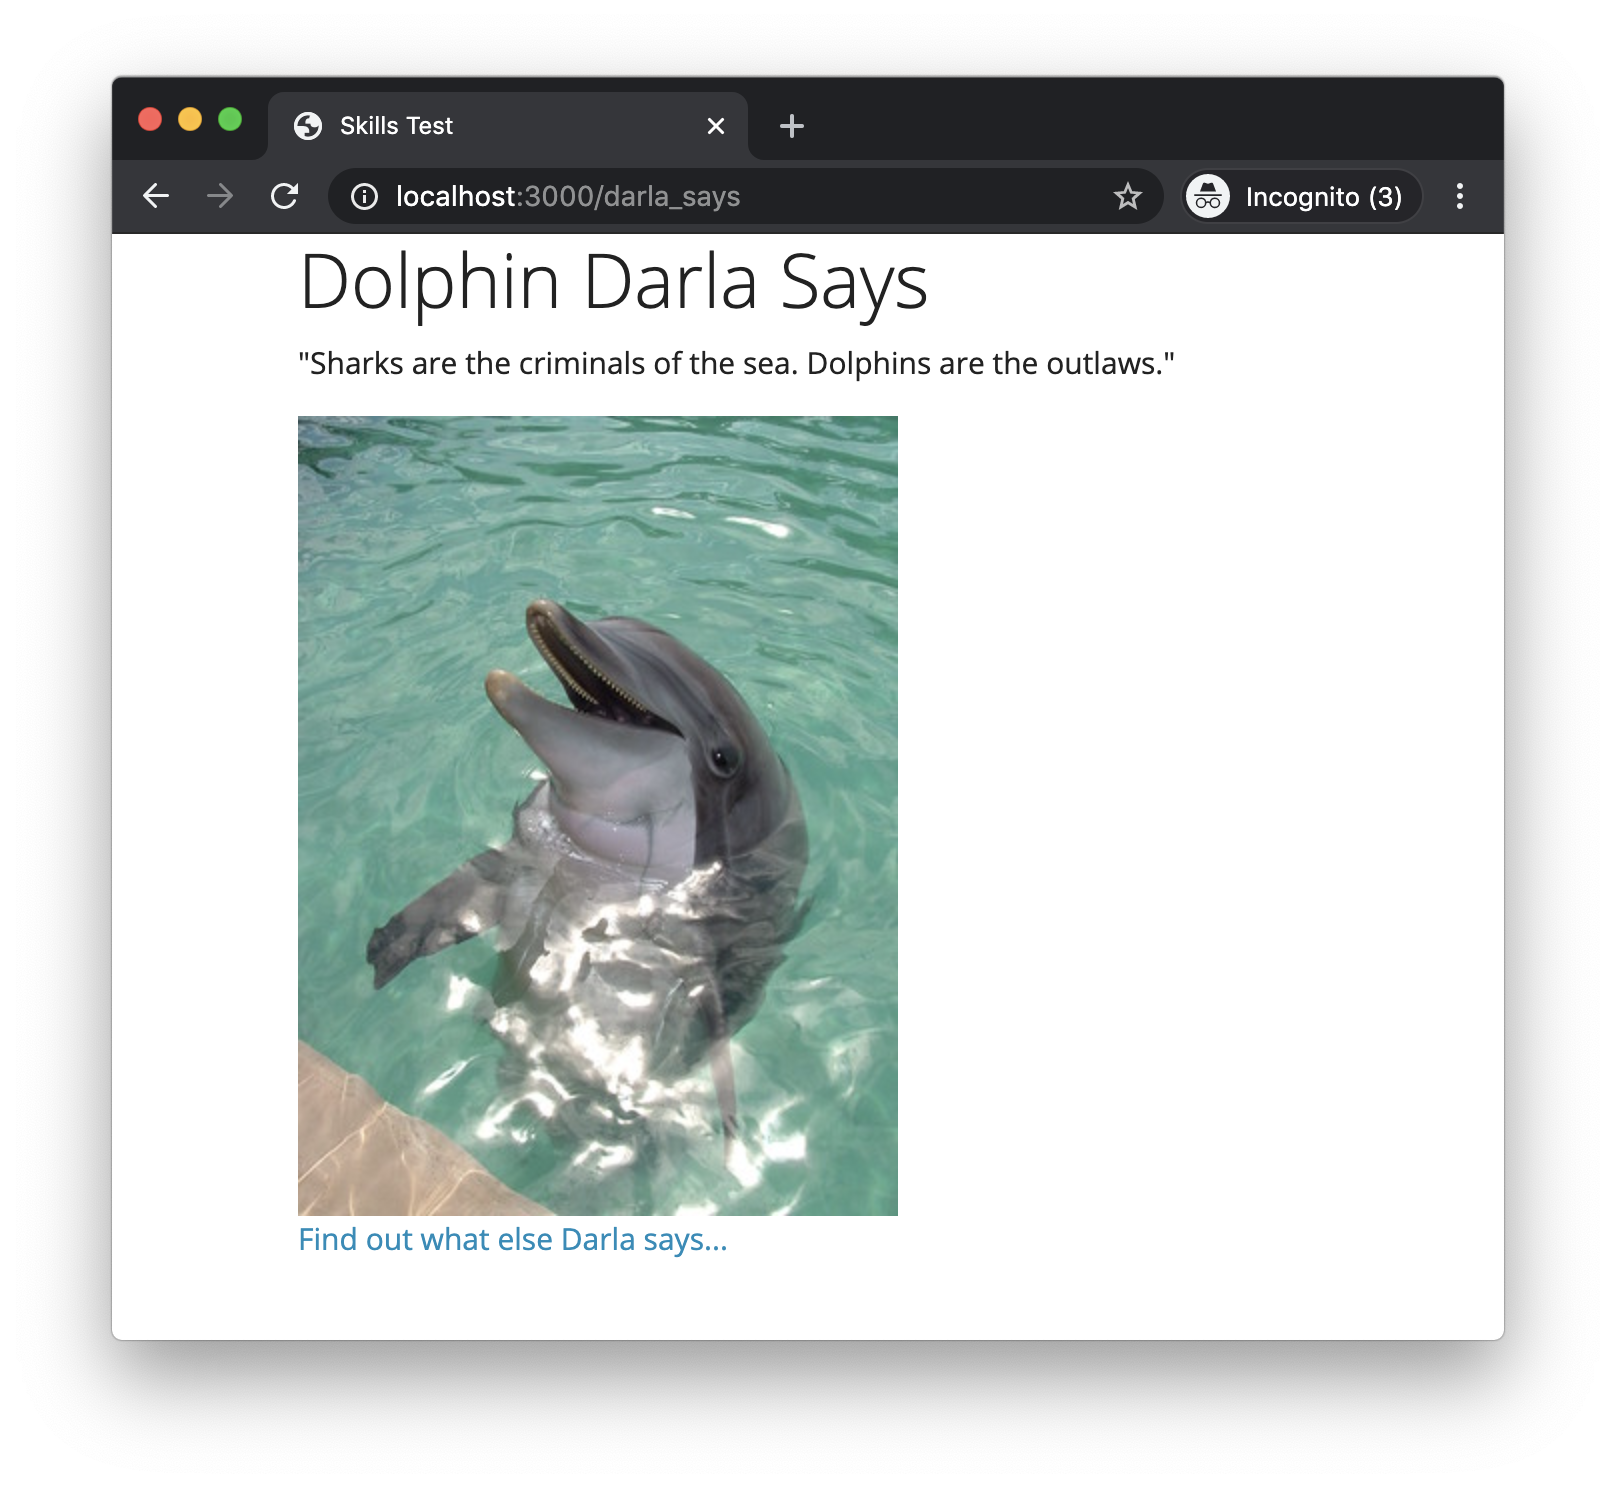 Skills Test
localhost:3000/darla_says
Incognito (3)
Dolphin Darla Says
"Sharks are the criminals of the sea. Dolphins are the outlaws."
Find out what else Darla says...